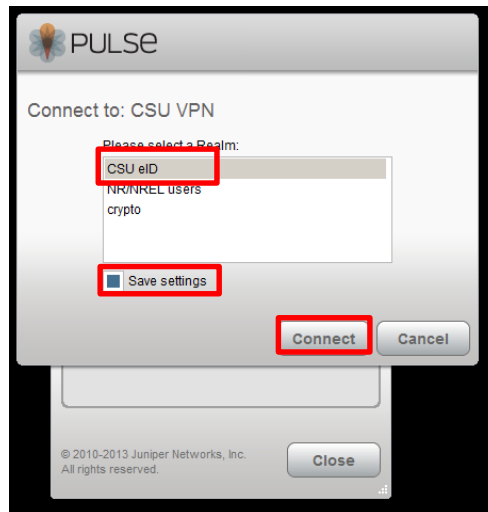 PULSE
Connect to: CSU VPN
Please select a Realm:
CSU eID
NR/NREL users
crypto
Save settings
Connect Cancel
© 2010-2013 Juniper Networks, Inc.
All rights reserved.
Close